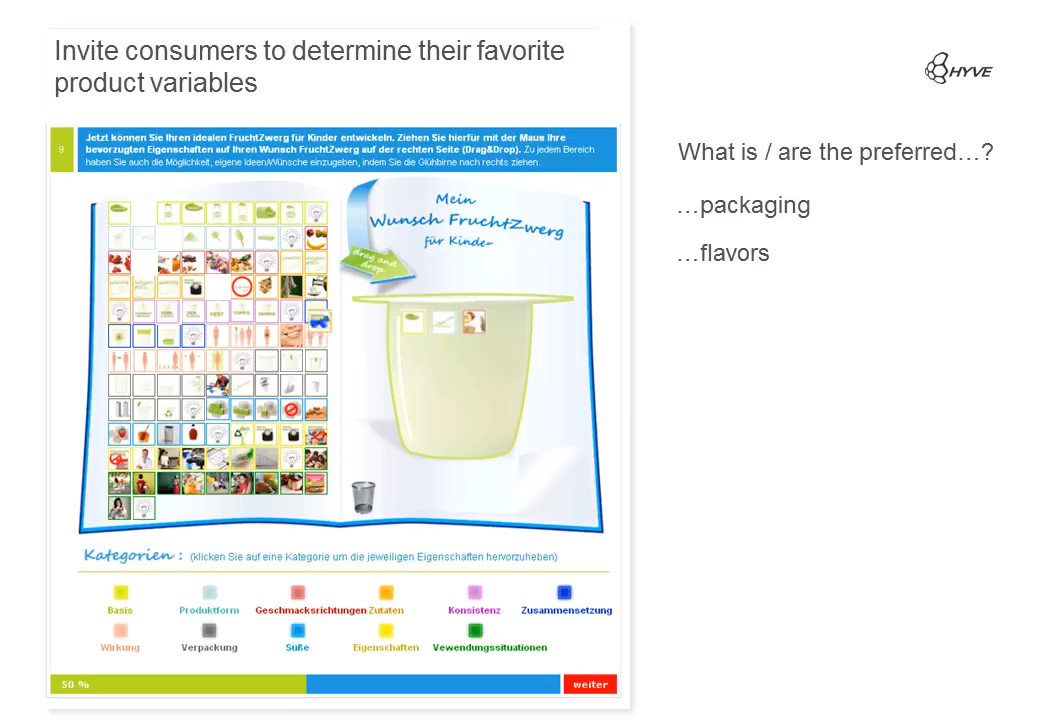 Invite consumers to determine their favorite
product variables
HYVE
9
Jetzt können Sie Ihren idealen FruchtZwerg für Kinder entwickeln. Ziehen Sie hierfür mit der Maus Ihre
bevorzugten Eigenschaften auf Ihren Wunsch FruchtZwerg auf der rechten Seite (Drag&Drop). Zu jedem Bereich
haben Sie auch die Möglichkeit, eigene Ideen/Wünsche einzugeben, indem Sie die Glühbirne nach rechts ziehen.
What is / are the preferred…?
…packaging
…flavors
Mein
Wunsch FruchtZwerg
für Kinder
drag and
drop
Kategorien : (klicken Sie auf eine Kategorie um die jeweiligen Eigenschaften hervorzuheben)
Basis Produktform Geschmacksrichtungen Zutaten Konsistenz Zusammensetzung
Wirkung Verpackung Süße Eigenschaften Vewendungssituationen
50 % weiter